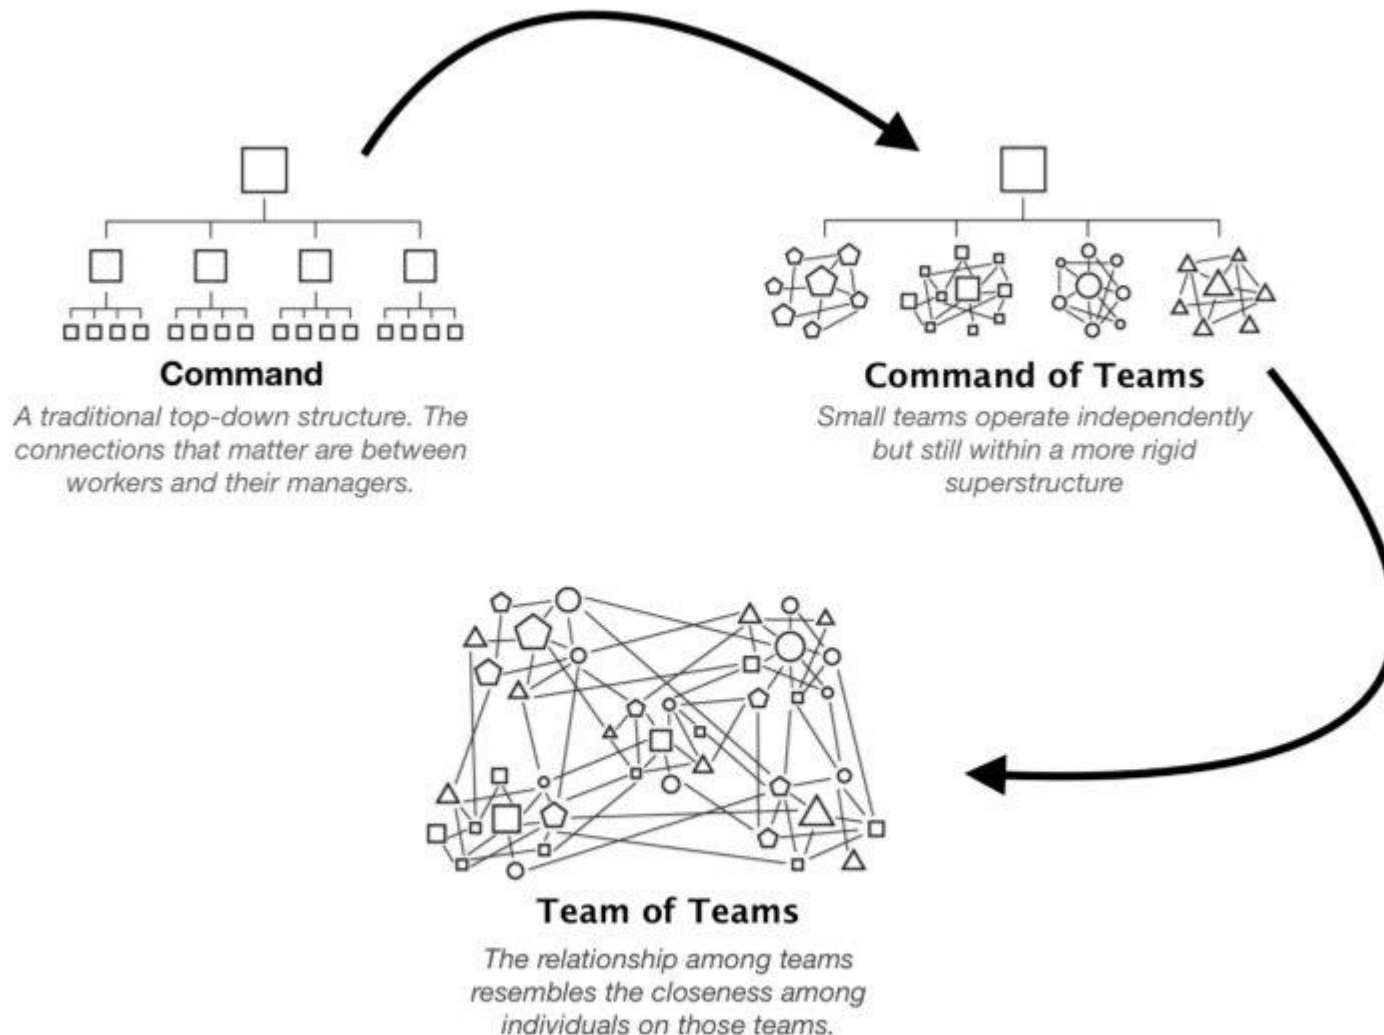 Command
A traditional top-down structure. The
connections that matter are between
workers and their managers.
Command of Teams
Small teams operate independently
but still within a more rigid
superstructure
Team of Teams
The relationship among teams
resembles the closeness among
individuals on those teams.